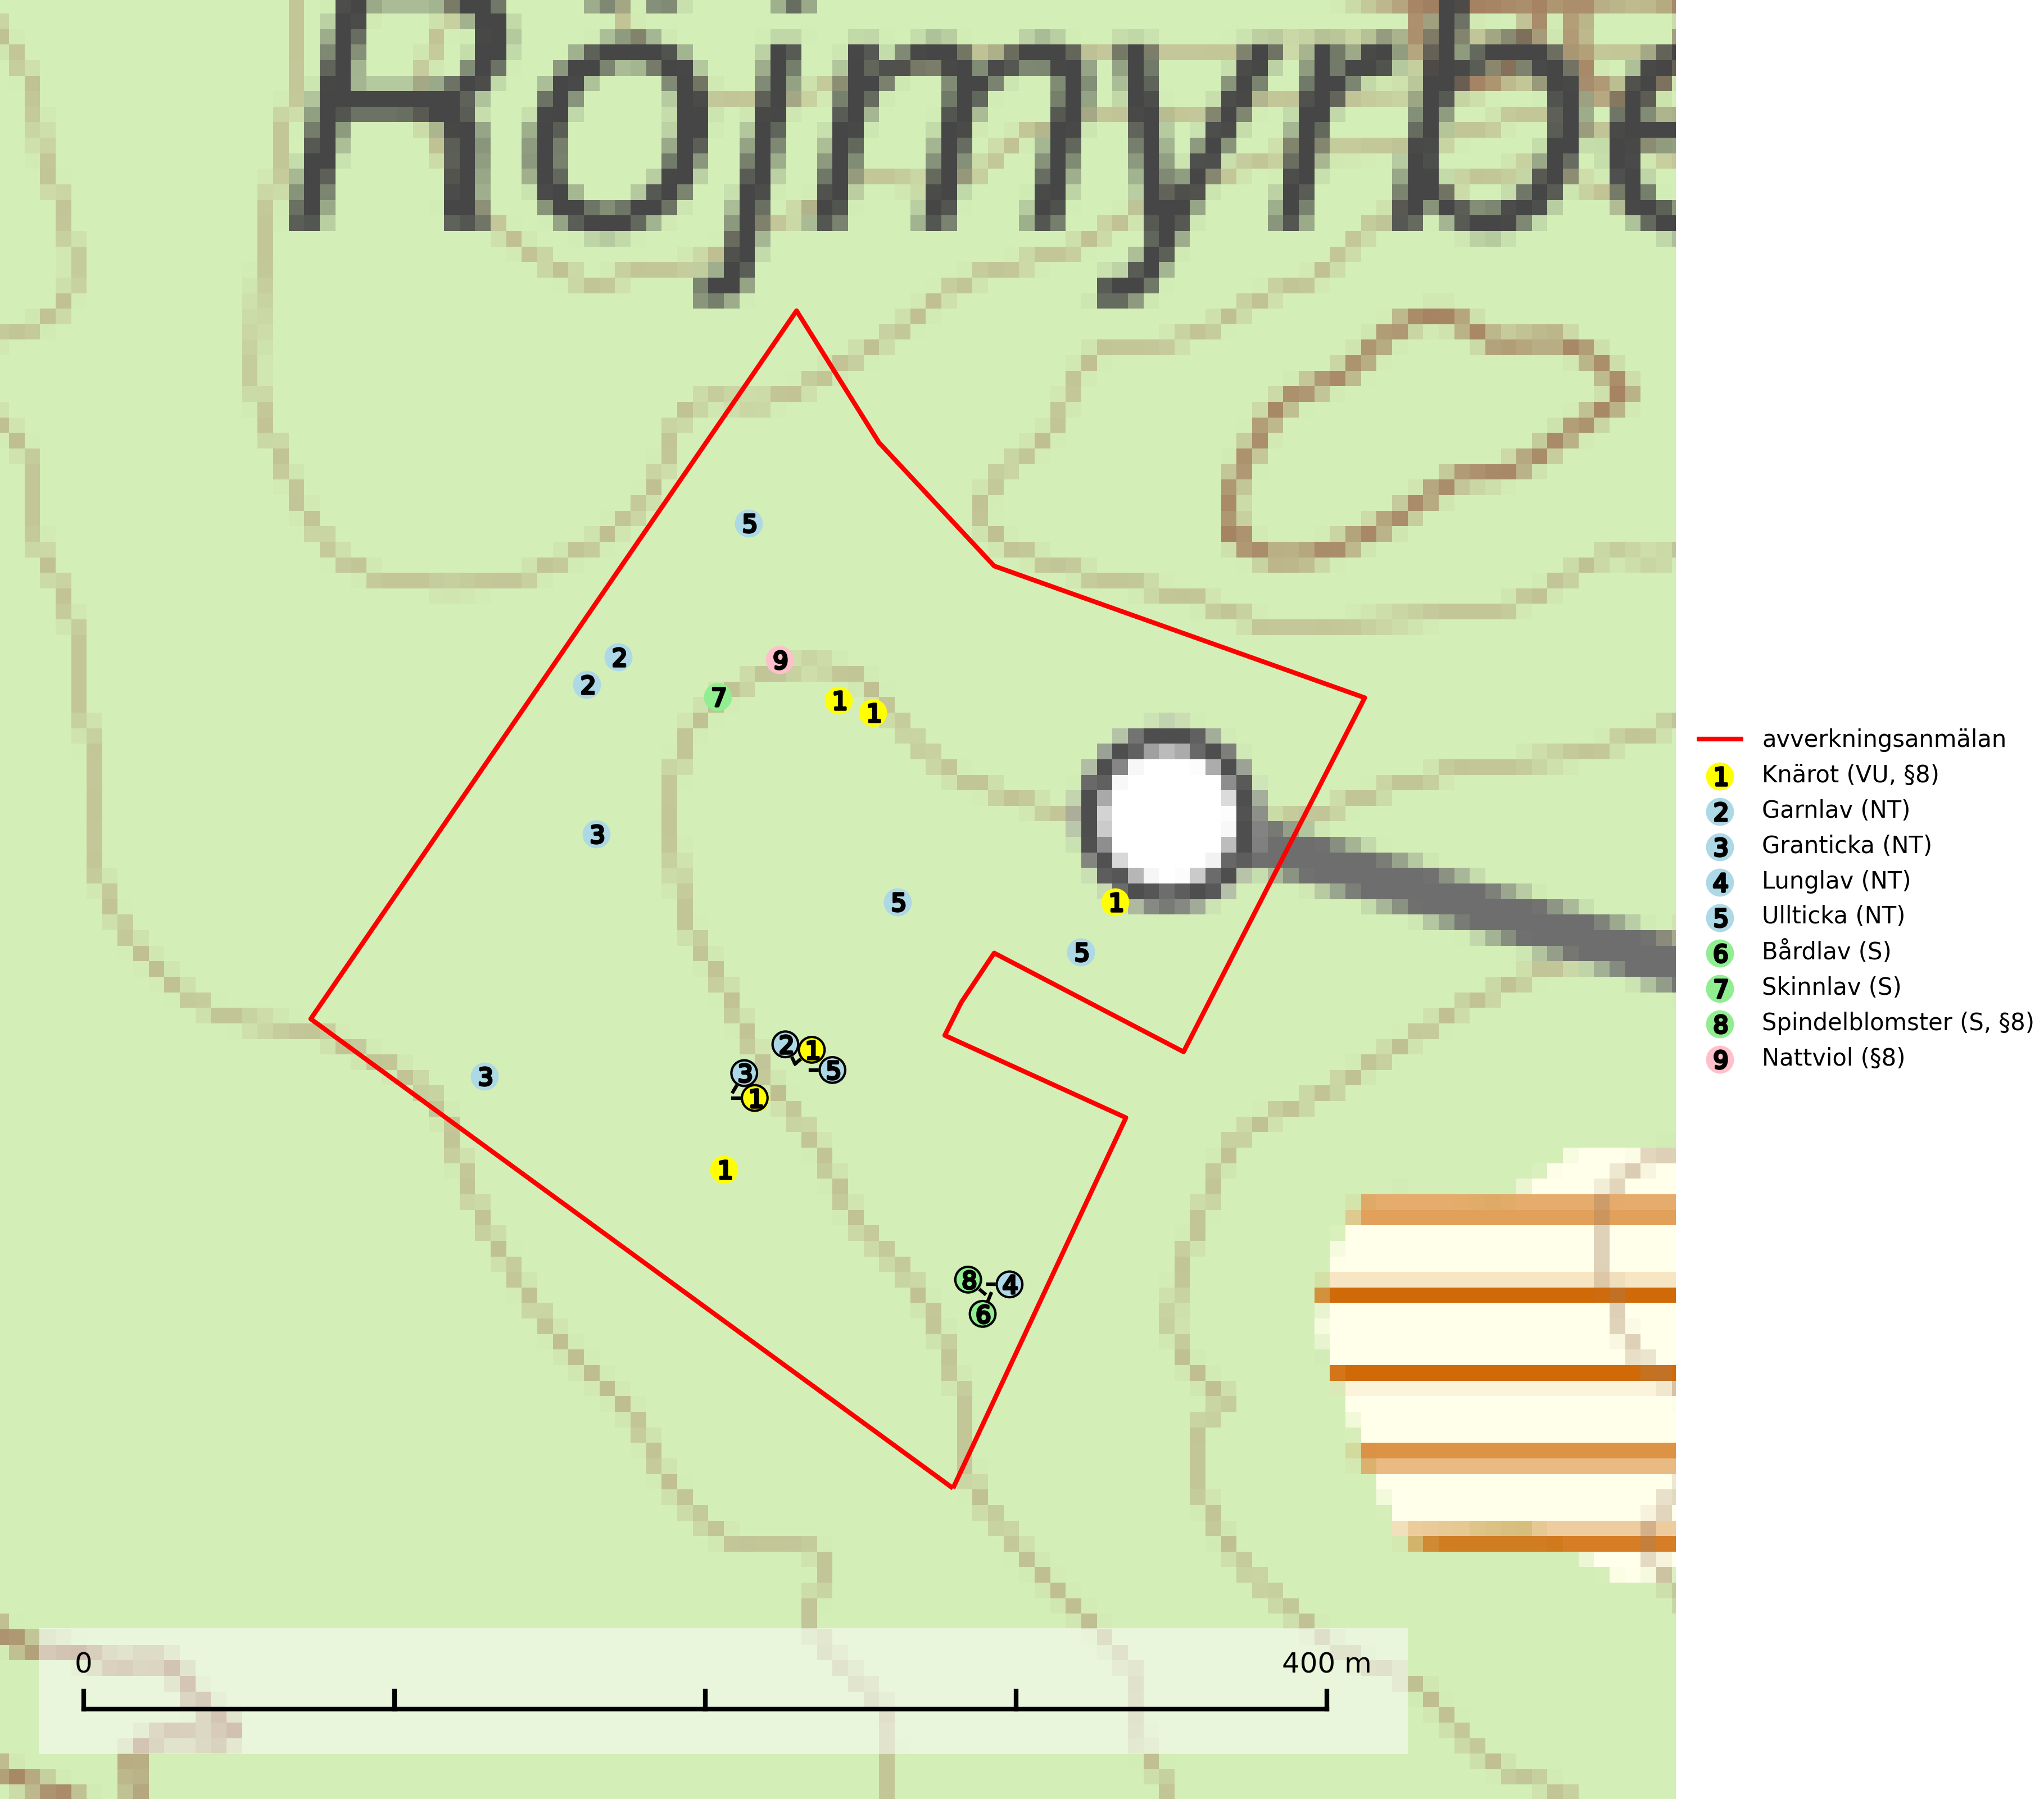 Röjmyrbe
5
2
9
2
7
1
1
3
5
1
5
2
1
3
5
3
1
1
8
4
6
0
400 m
avverkningsanmälan
1 Knärot (VU, §8)
2 Garnlav (NT)
3 Granticka (NT)
4 Lunglav (NT)
5 Ullticka (NT)
6 Bårdlav (S)
7 Skinnlav (S)
8 Spindelblomster (S, §8)
9 Nattviol (§8)